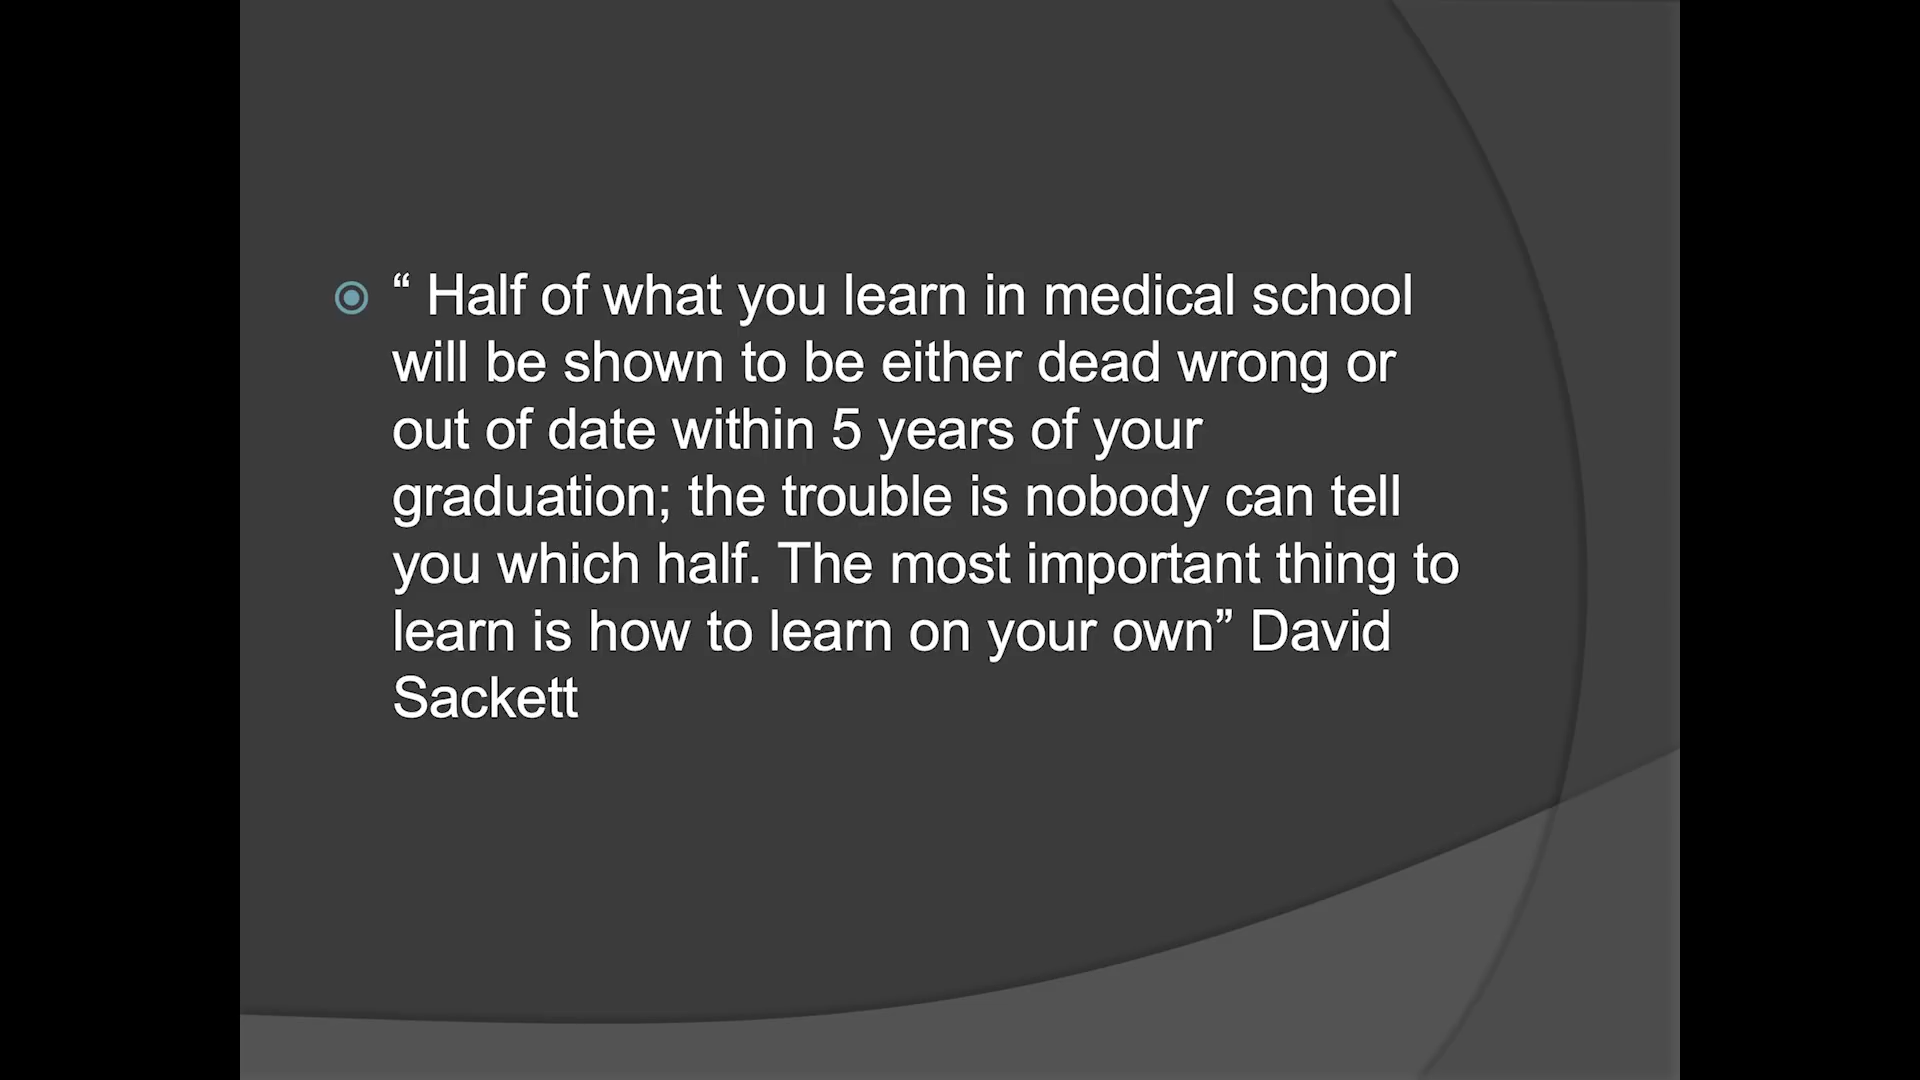 “ Half of what you learn in medical school
will be shown to be either dead wrong or
out of date within 5 years of your
graduation; the trouble is nobody can tell
you which half. The most important thing to
learn is how to learn on your own” David
Sackett